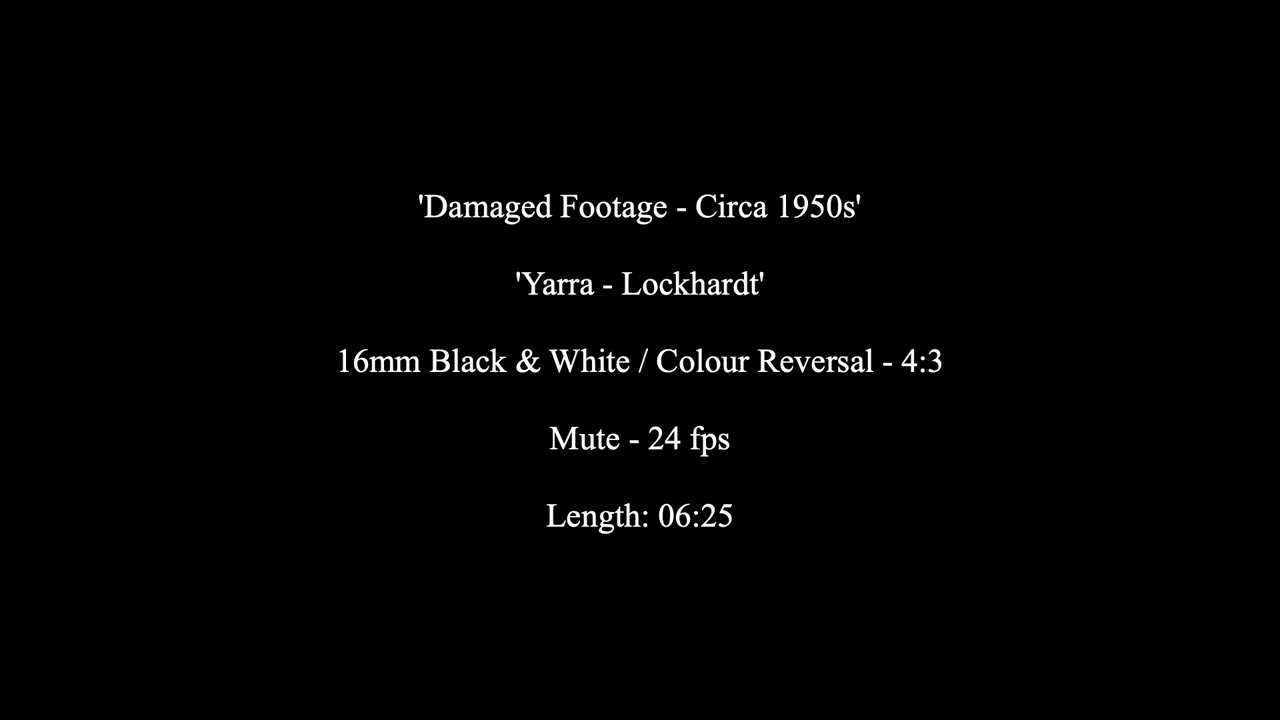 'Damaged Footage - Circa 1950s'
'Yarra - Lockhardt'
16mm Black & White / Colour Reversal - 4:3
Mute - 24 fps
Length: 06:25